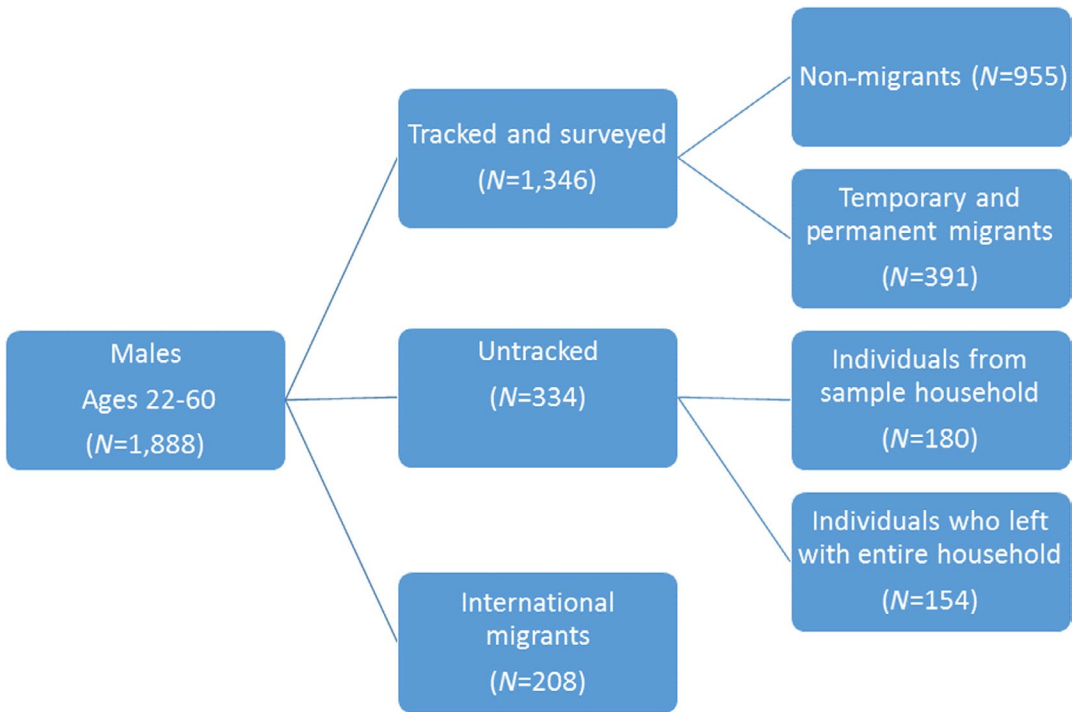 Males
Ages 22-60
(N=1,888)
Tracked and surveyed
(N=1,346)
Untracked
(N=334)
International
migrants
(N=208)
Non-migrants (N=955)
Temporary and
permanent migrants
(N=391)
Individuals from
sample household
(N=180)
Individuals who left
with entire household
(N=154)